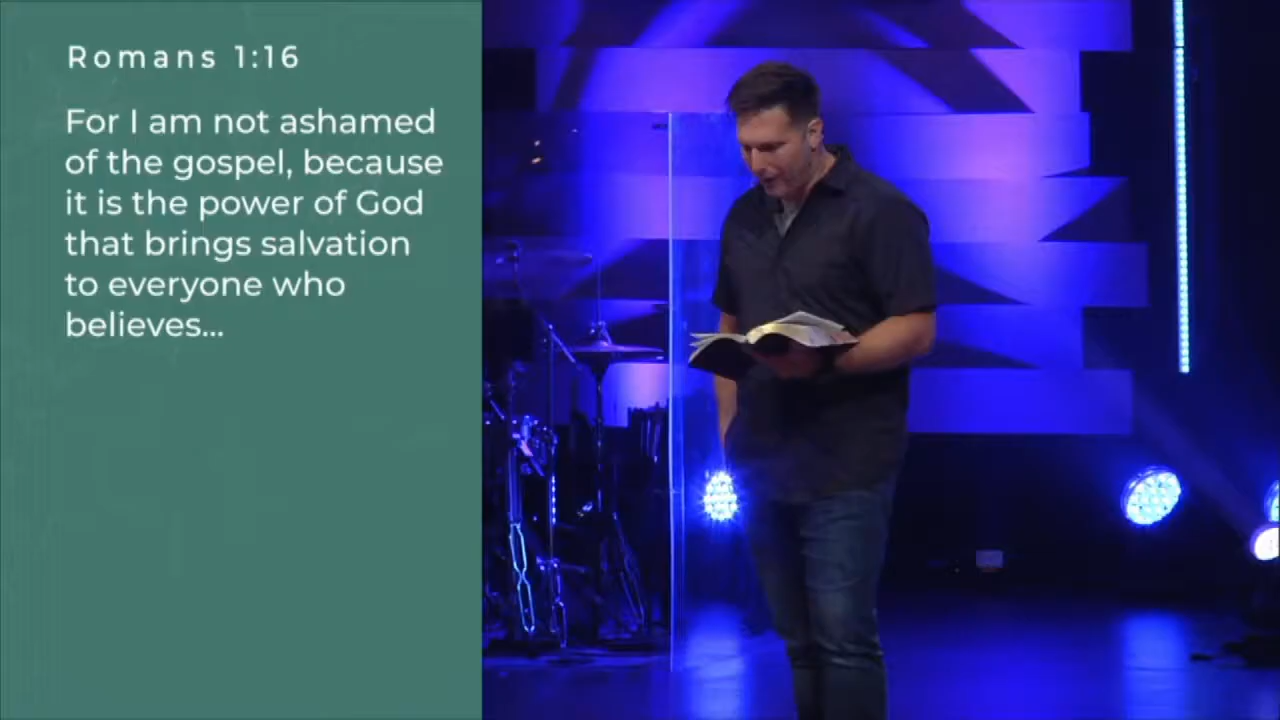 Romans 1:16
For I am not ashamed
of the gospel, because
it is the power of God
that brings salvation
to everyone who
believes...